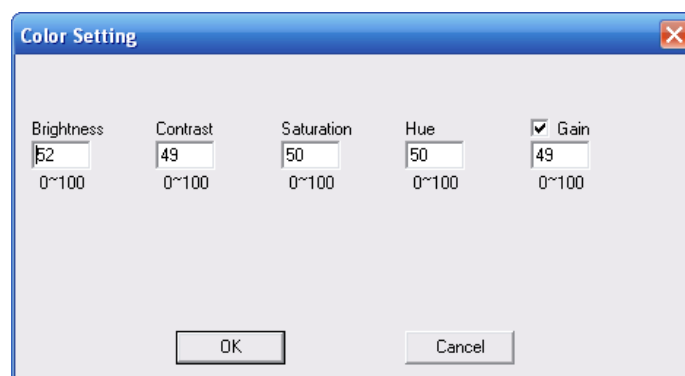 Color Setting
Brightness Contrast Saturation Hue Gain
52 49 50 50 49
0~100 0~100 0~100 0~100 0~100
OK Cancel